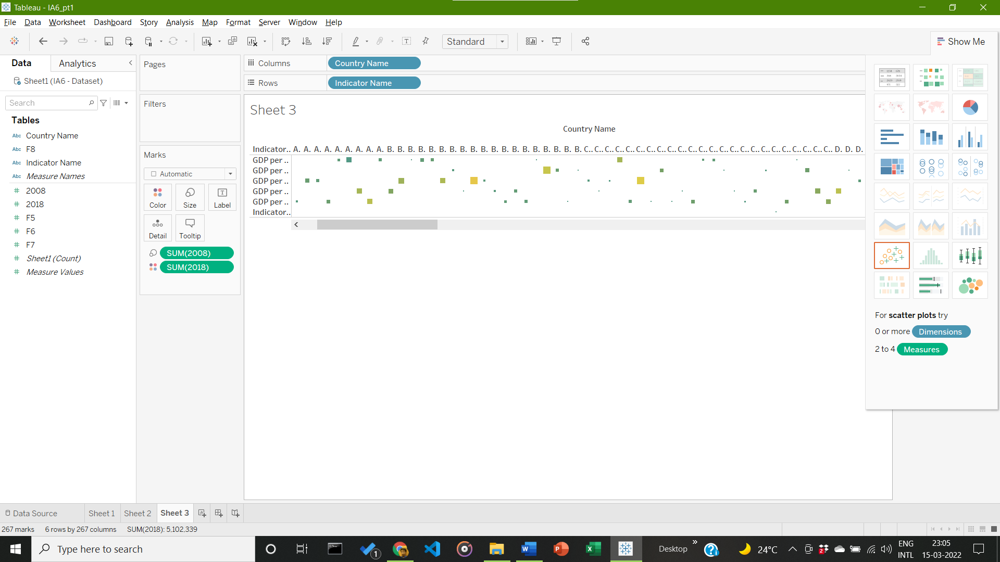 Tableau - IA6_pt1
File Data Worksheet Dashboard Story Analysis Map Format Server Window Help
Standard
Show Me
Data Analytics
Sheet1 (IA6 - Dataset)
Search
Tables
Abc Country Name
Abc F8
Abc Indicator Name
Abc Measure Names
# 2008
# 2018
# F5
# F6
# F7
# Sheet1 (Count)
# Measure Values
Pages
Filters
Marks
Automatic
Color Size Label
Detail Tooltip
SUM(2008)
SUM(2018)
Columns Country Name
Rows Indicator Name
Sheet 3
Country Name
Indicator.. A. A. A. A. A. A. A. A. A. B. B. B. B. B. B. B. B. B. B. B. B. B. B. B. B. B. B. B. C.. C.. C.. C.. C.. C.. C.. C.. C.. C.. C.. C.. C.. C.. C.. C.. C.. C.. C.. C.. C.. C.. C.. C.. D. D. D.
GDP per ..
GDP per ..
GDP per ..
GDP per ..
GDP per ..
Indicator..
For scatter plots try
0 or more Dimensions
2 to 4 Measures
Data Source Sheet 1 Sheet 2 Sheet 3
267 marks 6 rows by 267 columns SUM(2018): 5,102,339
Type here to search
1
Desktop
24°C
2
ENG
INTL
23:05
15-03-2022